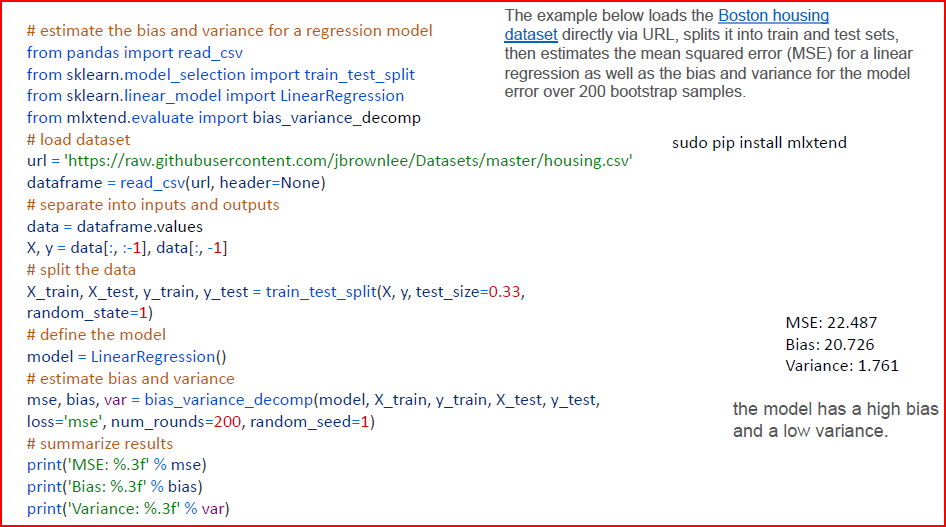 # estimate the bias and variance for a regression model
from pandas import read_csv
from sklearn.model_selection import train_test_split
from sklearn.linear_model import LinearRegression
from mlxtend.evaluate import bias_variance_decomp
# load dataset
url = 'https://raw.githubusercontent.com/jbrownlee/Datasets/master/housing.csv'
dataframe = read_csv(url, header=None)
# separate into inputs and outputs
data = dataframe.values
X, y = data[:, :-1], data[:, -1]
# split the data
X_train, X_test, y_train, y_test = train_test_split(X, y, test_size=0.33,
random_state=1)
# define the model
model = LinearRegression()
# estimate bias and variance
mse, bias, var = bias_variance_decomp(model, X_train, y_train, X_test, y_test,
loss='mse', num_rounds=200, random_seed=1)
# summarize results
print('MSE: %.3f' % mse)
print('Bias: %.3f' % bias)
print('Variance: %.3f' % var)
The example below loads the Boston housing
dataset directly via URL, splits it into train and test sets,
then estimates the mean squared error (MSE) for a linear
regression as well as the bias and variance for the model
error over 200 bootstrap samples.
sudo pip install mlxtend
MSE: 22.487
Bias: 20.726
Variance: 1.761
the model has a high bias
and a low variance.